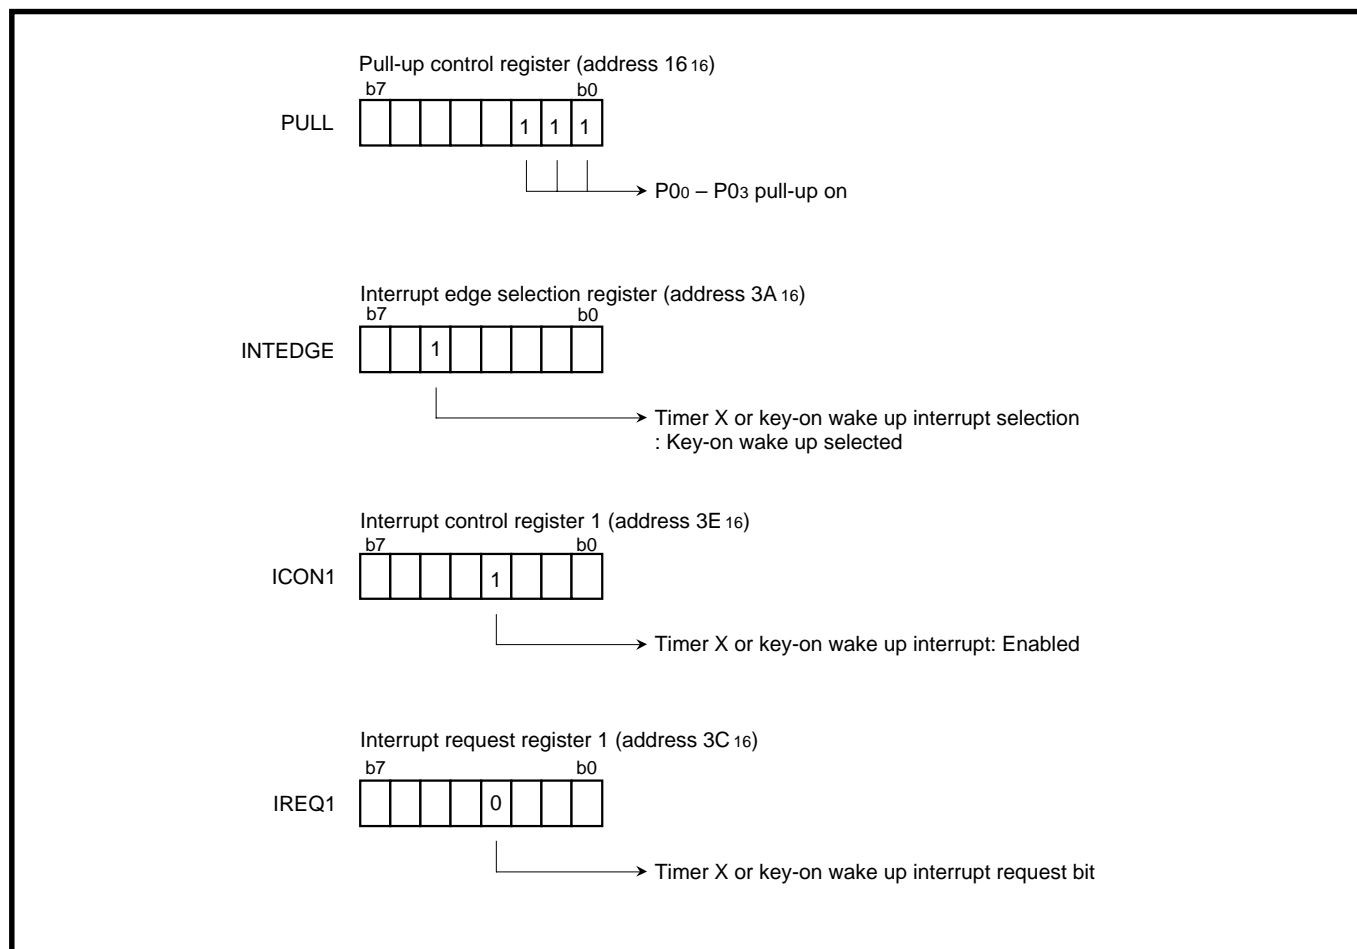 Pull-up control register (address 16 16)
b7 b0
PULL 1 1 1
P00 – P03 pull-up on
Interrupt edge selection register (address 3A 16)
b7 b0
INTEDGE 1
Timer X or key-on wake up interrupt selection
: Key-on wake up selected
Interrupt control register 1 (address 3E 16)
b7 b0
ICON1 1
Timer X or key-on wake up interrupt: Enabled
Interrupt request register 1 (address 3C 16)
b7 b0
IREQ1 0
Timer X or key-on wake up interrupt request bit